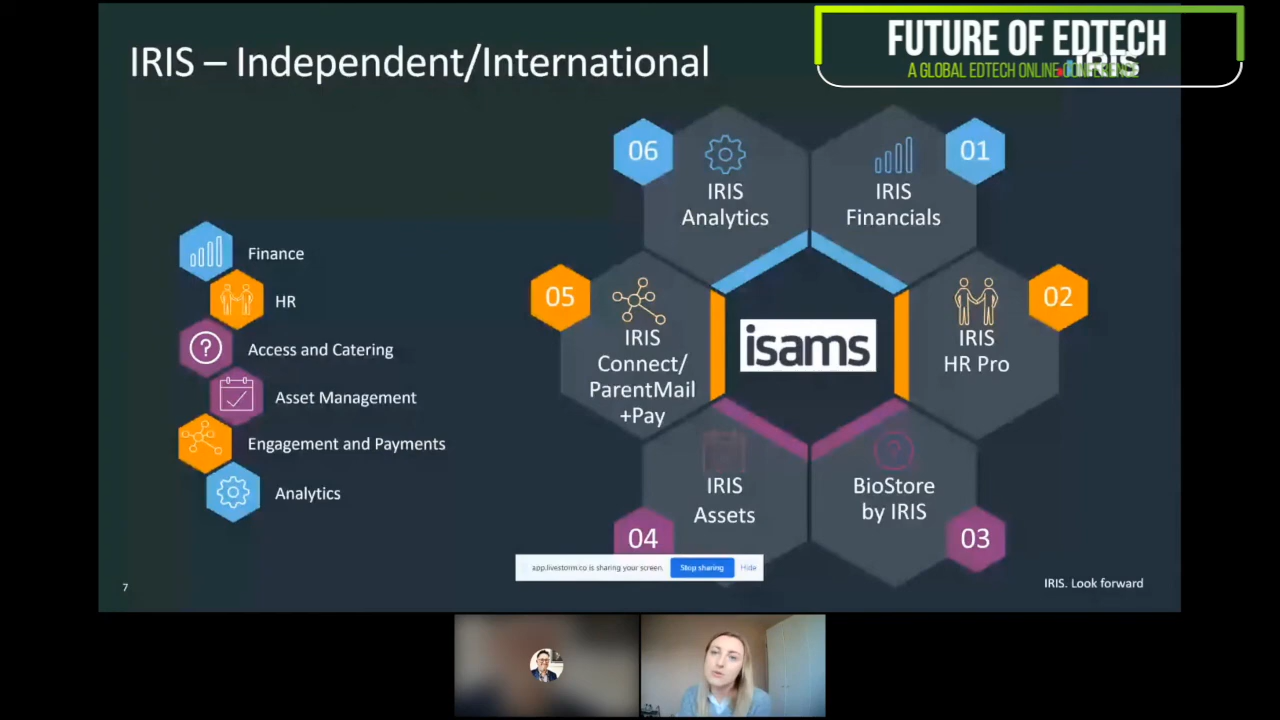 IRIS – Independent/International
FUTURE OF EDTECH
A GLOBAL EDTECH ONLINE CONFERENCE
IRIS
06
01
IRIS
Analytics
IRIS
Financials
Finance
HR
Access and Catering
Asset Management
Engagement and Payments
Analytics
05
02
IRIS
Connect/
ParentMail
+Pay
isams
IRIS
HR Pro
IRIS
Assets
BioStore
by IRIS
04
03
app.livestorm.co is sharing your screen.
Stop sharing
Hide
7
IRIS. Look forward